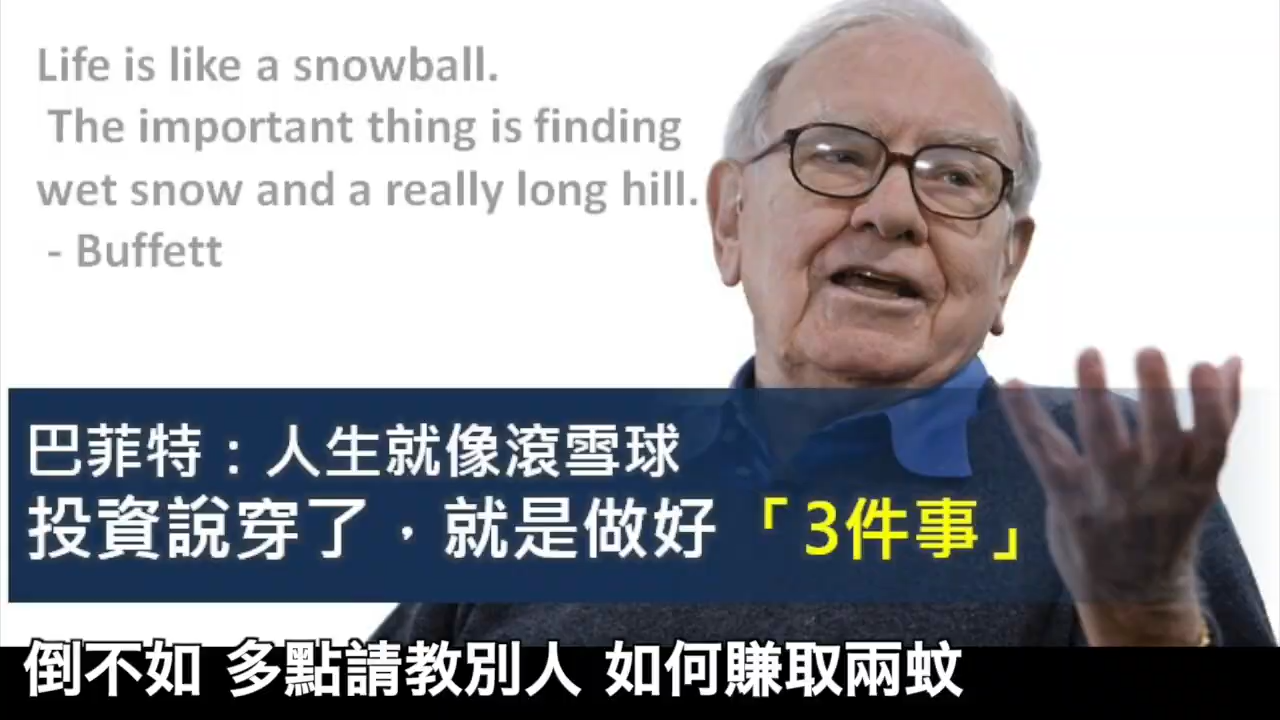 Life is like a snowball.
The important thing is finding
wet snow and a really long hill.
- Buffett
巴菲特：人生就像滾雪球
投資說穿了，就是做好「3件事」
倒不如 多點請教別人 如何賺取兩蚊